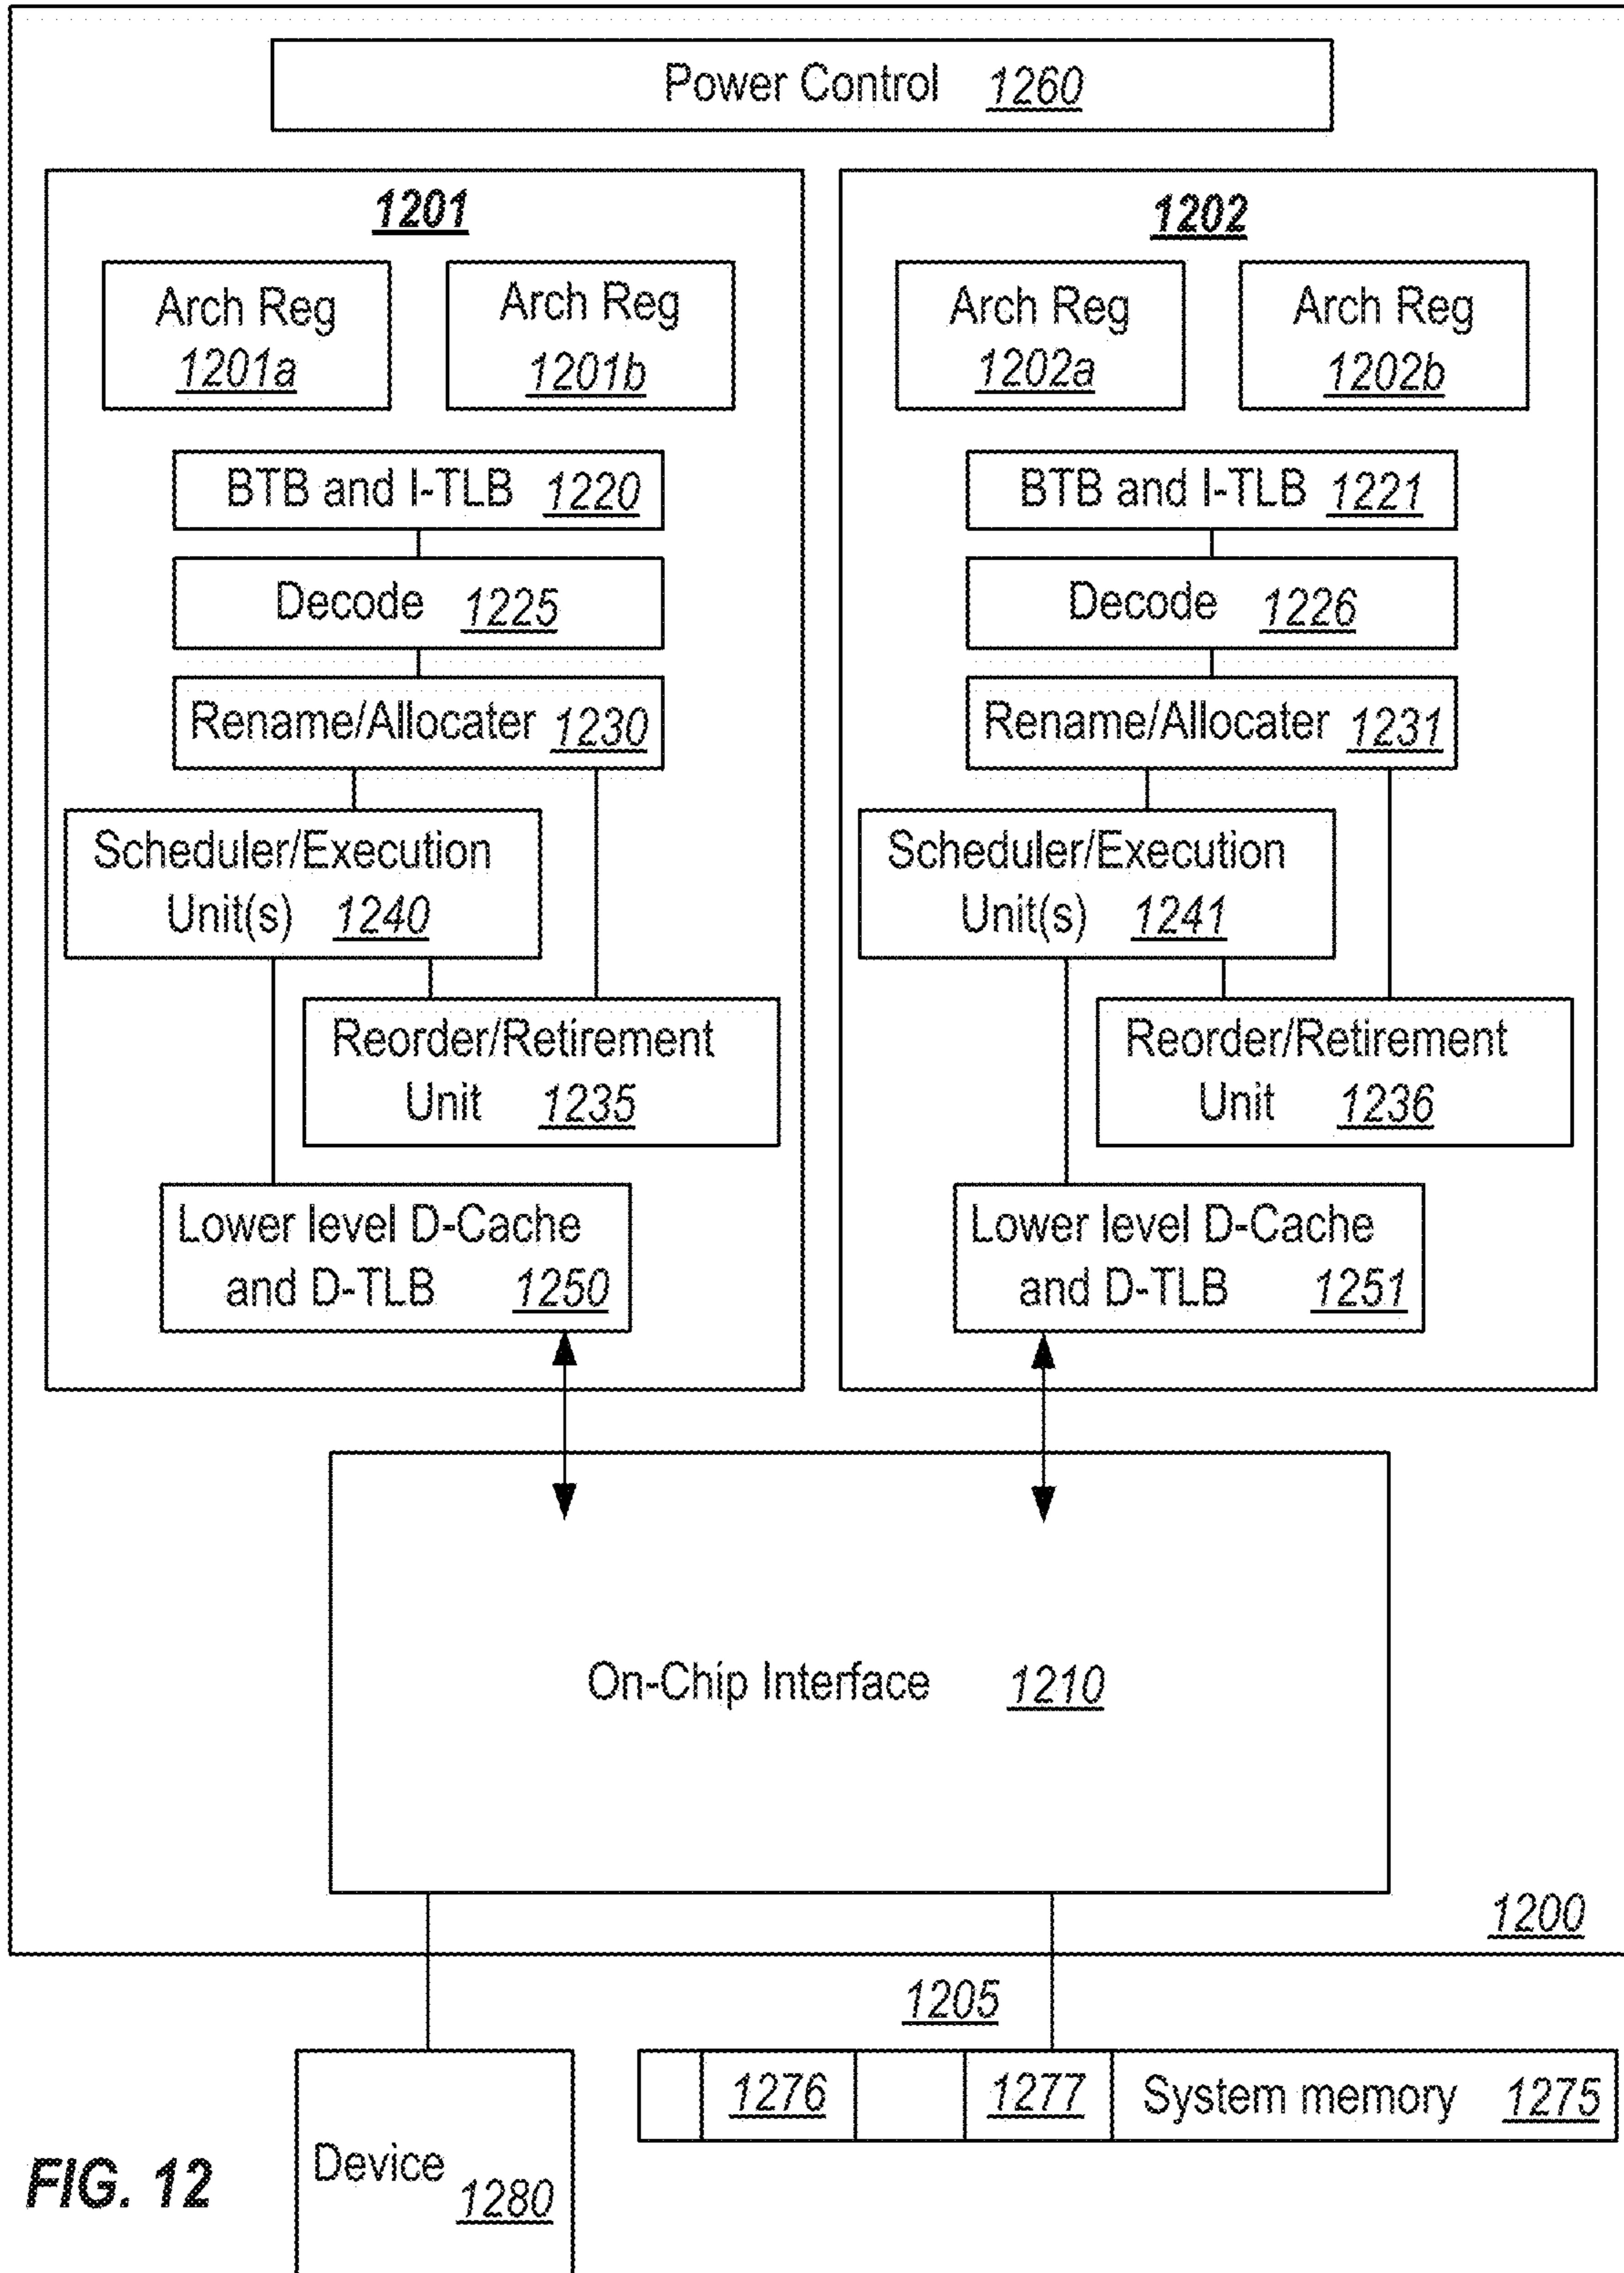 Power Control 1260
1201
Arch Reg
1201a
Arch Reg
1201b
BTB and I-TLB 1220
Decode 1225
Rename/Allocater 1230
Scheduler/Execution
Unit(s) 1240
Reorder/Retirement
Unit 1235
Lower level D-Cache
and D-TLB 1250
1202
Arch Reg
1202a
Arch Reg
1202b
BTB and I-TLB 1221
Decode 1226
Rename/Allocater 1231
Scheduler/Execution
Unit(s) 1241
Reorder/Retirement
Unit 1236
Lower level D-Cache
and D-TLB 1251
On-Chip Interface 1210
1200
1205
1276
1277
System memory 1275
Device
1280
FIG. 12